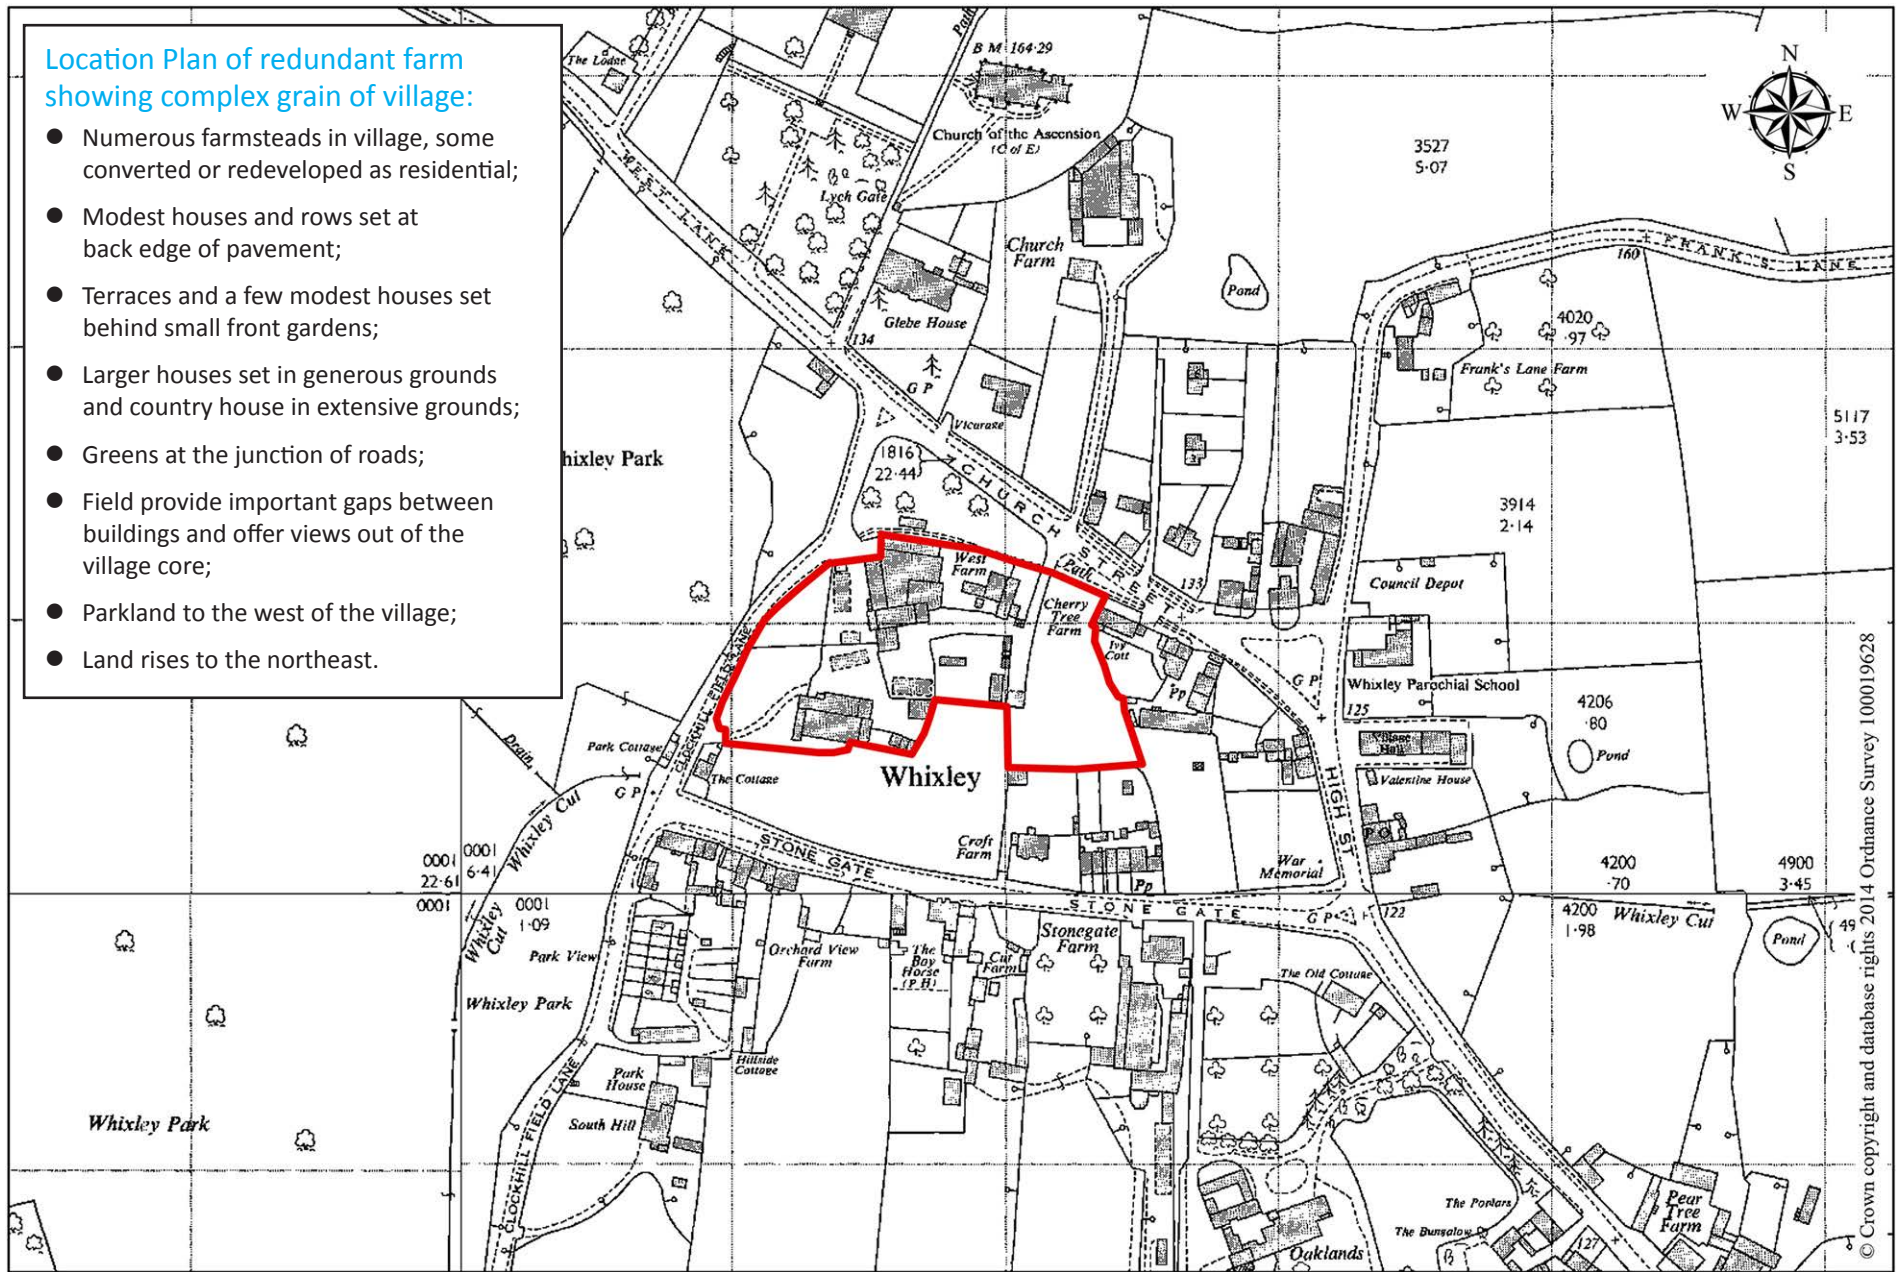 Location Plan of redundant farm
showing complex grain of village:
● Numerous farmsteads in village, some
converted or redeveloped as residential;
● Modest houses and rows set at
back edge of pavement;
● Terraces and a few modest houses set
behind small front gardens;
● Larger houses set in generous grounds
and country house in extensive grounds;
● Greens at the junction of roads;
● Field provide important gaps between
buildings and offer views out of the
village core;
● Parkland to the west of the village;
● Land rises to the northeast.
The Lodge
Path
B M 164·29
Church of the Ascension
(C of E)
N
W
E
S
3527
5·07
WEST LANE
Lych Gate
Church
Farm
Pond
160
FRANK'S LANE
Glebe House
134
4020
·97
Frank's Lane Farm
G P
Vicarage
5117
3·53
hixley Park
1816
22·44
CHURCH STREET
3914
2·14
West
Farm
Path
133
Council Depot
Cherry
Tree
Farm
Ivy
Cott
Pp
G P
Whixley Parochial School
125
4206
·80
CLOCKHILL FIELD LANE
Park Cottage
Drain
The Cottage
Whixley
Village
Hall
Pond
Valentine House
G P
Whixley Cut
HIGH ST
STONE GATE
Croft
Farm
P O
War
Memorial
Pp
0001
22·61
0001
6·41
0001
0001
1·09
4200
·70
4900
3·45
Whixley
Cut
STONE GATE
G P
122
4200
1·98
Whixley Cut
Pond
49
Park View
Orchard View
Farm
The
Bay
Horse
(P H)
Cut
Farm
Stonegate
Farm
The Old Cottage
Whixley Park
Hillside
Cottage
Park
House
South Hill
Whixley Park
CLOCKHILL FIELD LANE
The Poplars
The Bungalow
Oaklands
127
Pear
Tree
Farm
© Crown copyright and database rights 2014 Ordnance Survey 100019628